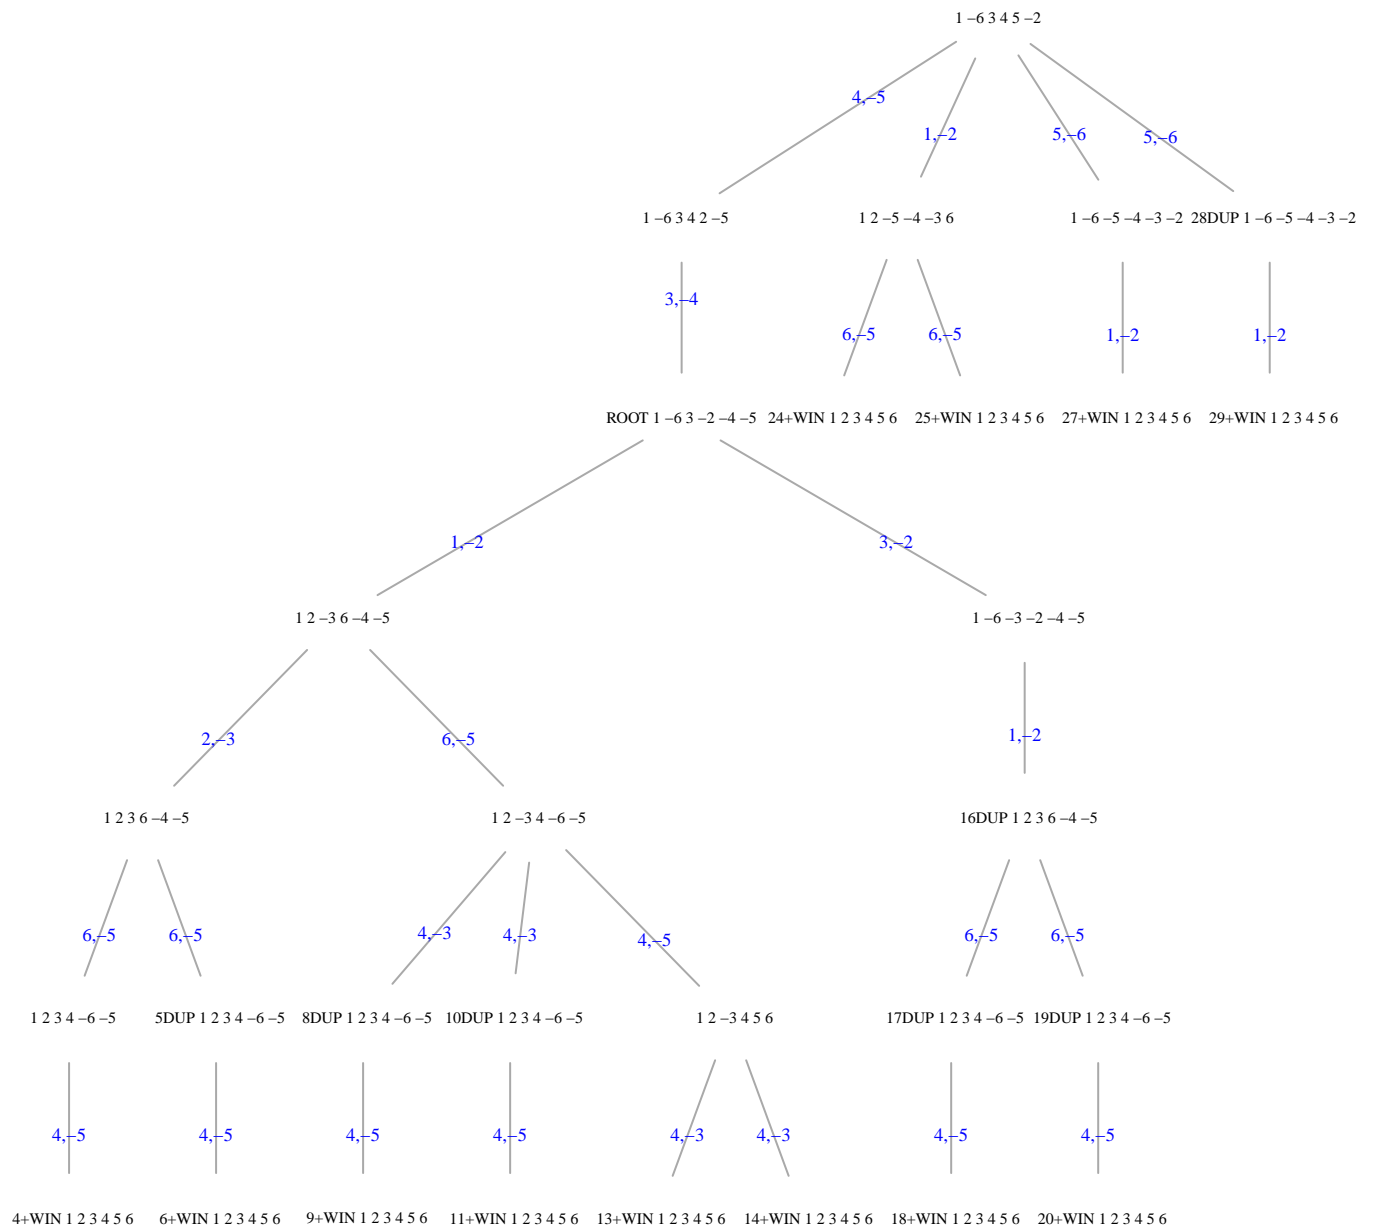 1 –6 3 4 5 –2
4,–5
1,–2
5,–6
5,–6
1 –6 3 4 2 –5
1 2 –5 –4 –3 6
1 –6 –5 –4 –3 –2
28DUP 1 –6 –5 –4 –3 –2
3,–4
6,–5
6,–5
1,–2
1,–2
ROOT 1 –6 3 –2 –4 –5
24+WIN 1 2 3 4 5 6
25+WIN 1 2 3 4 5 6
27+WIN 1 2 3 4 5 6
29+WIN 1 2 3 4 5 6
1,–2
3,–2
1 2 –3 6 –4 –5
1 –6 –3 –2 –4 –5
2,–3
6,–5
1,–2
1 2 3 6 –4 –5
1 2 –3 4 –6 –5
16DUP 1 2 3 6 –4 –5
6,–5
6,–5
4,–3
4,–3
4,–5
6,–5
6,–5
1 2 3 4 –6 –5
5DUP 1 2 3 4 –6 –5
8DUP 1 2 3 4 –6 –5
10DUP 1 2 3 4 –6 –5
1 2 –3 4 5 6
17DUP 1 2 3 4 –6 –5
19DUP 1 2 3 4 –6 –5
4,–5
4,–5
4,–5
4,–5
4,–3
4,–3
4,–5
4,–5
4+WIN 1 2 3 4 5 6
6+WIN 1 2 3 4 5 6
9+WIN 1 2 3 4 5 6
11+WIN 1 2 3 4 5 6
13+WIN 1 2 3 4 5 6
14+WIN 1 2 3 4 5 6
18+WIN 1 2 3 4 5 6
20+WIN 1 2 3 4 5 6